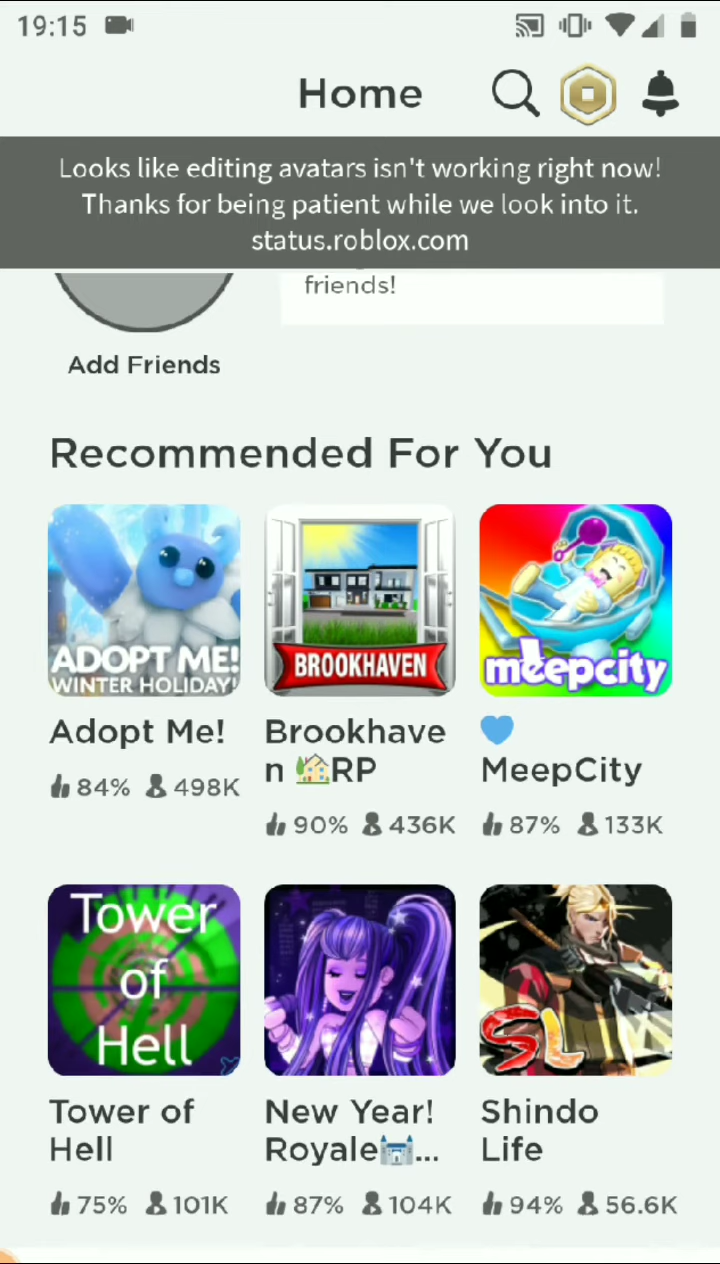 19:15
Home
Looks like editing avatars isn't working right now!
Thanks for being patient while we look into it.
status.roblox.com
friends!
Add Friends
Recommended For You
ADOPT ME!
WINTER HOLIDAY!
BROOKHAVEN
meepcity
Adopt Me!
84% 498K
Brookhave
n 🏡RP
90% 436K
💙
MeepCity
87% 133K
Tower
of
Hell
SL
Tower of
Hell
75% 101K
New Year!
Royale🏰...
87% 104K
Shindo
Life
94% 56.6K